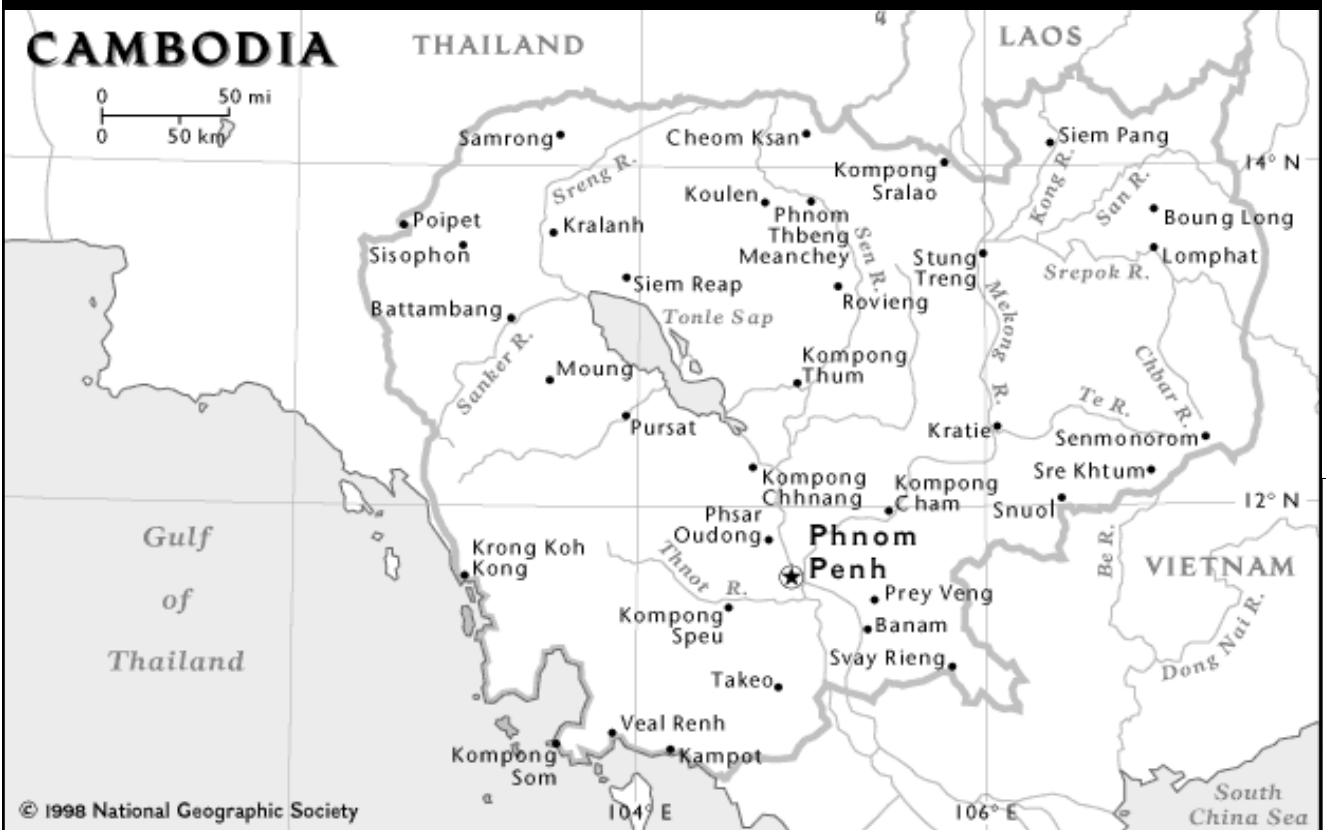 CAMBODIA
THAILAND
LAOS
0 50 mi
0 50 km
Samrong
Cheom Ksan
Siem Pang
Kompong
Sralao
14° N
Sreng R.
Kong R.
San R.
Koulen
Phnom
Thbeng
Meanchey
Boung Long
Poipet
Kralanh
Sisophon
Sen R.
Stung
Treng
Lomphat
Srepok R.
Siem Reap
Rovieng
Mekong R.
Battambang
Tonle Sap
Sanker R.
Moung
Kompong
Thum
Chbar R.
Te R.
Pursat
Kratie
Senmonorom
Sre Khtum
Kompong
Chhnang
Kompong
Cham
Snuol
12° N
Phsar
Oudong
Phnom
Penh
Gulf
of
Thailand
Krong Koh
Kong
Thnot R.
Be R.
VIETNAM
Prey Veng
Kompong
Speu
Banam
Dong Nai R.
Svay Rieng
Takeo
Veal Renh
Kompong
Som
Kampot
South
China Sea
© 1998 National Geographic Society
104° E
106° E